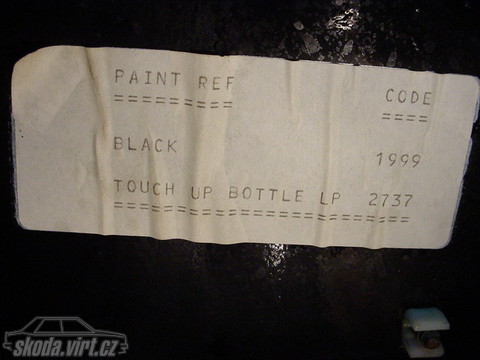 PAINT REF CODE
========= ====
BLACK 1999
TOUCH UP BOTTLE LP 2737
=======================
skoda.virt.cz